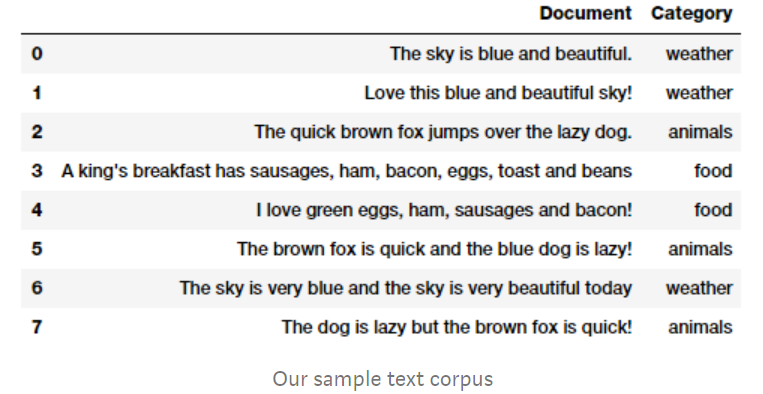 Document Category
0 The sky is blue and beautiful. weather
1 Love this blue and beautiful sky! weather
2 The quick brown fox jumps over the lazy dog. animals
3 A king's breakfast has sausages, ham, bacon, eggs, toast and beans food
4 I love green eggs, ham, sausages and bacon! food
5 The brown fox is quick and the blue dog is lazy! animals
6 The sky is very blue and the sky is very beautiful today weather
7 The dog is lazy but the brown fox is quick! animals
Our sample text corpus